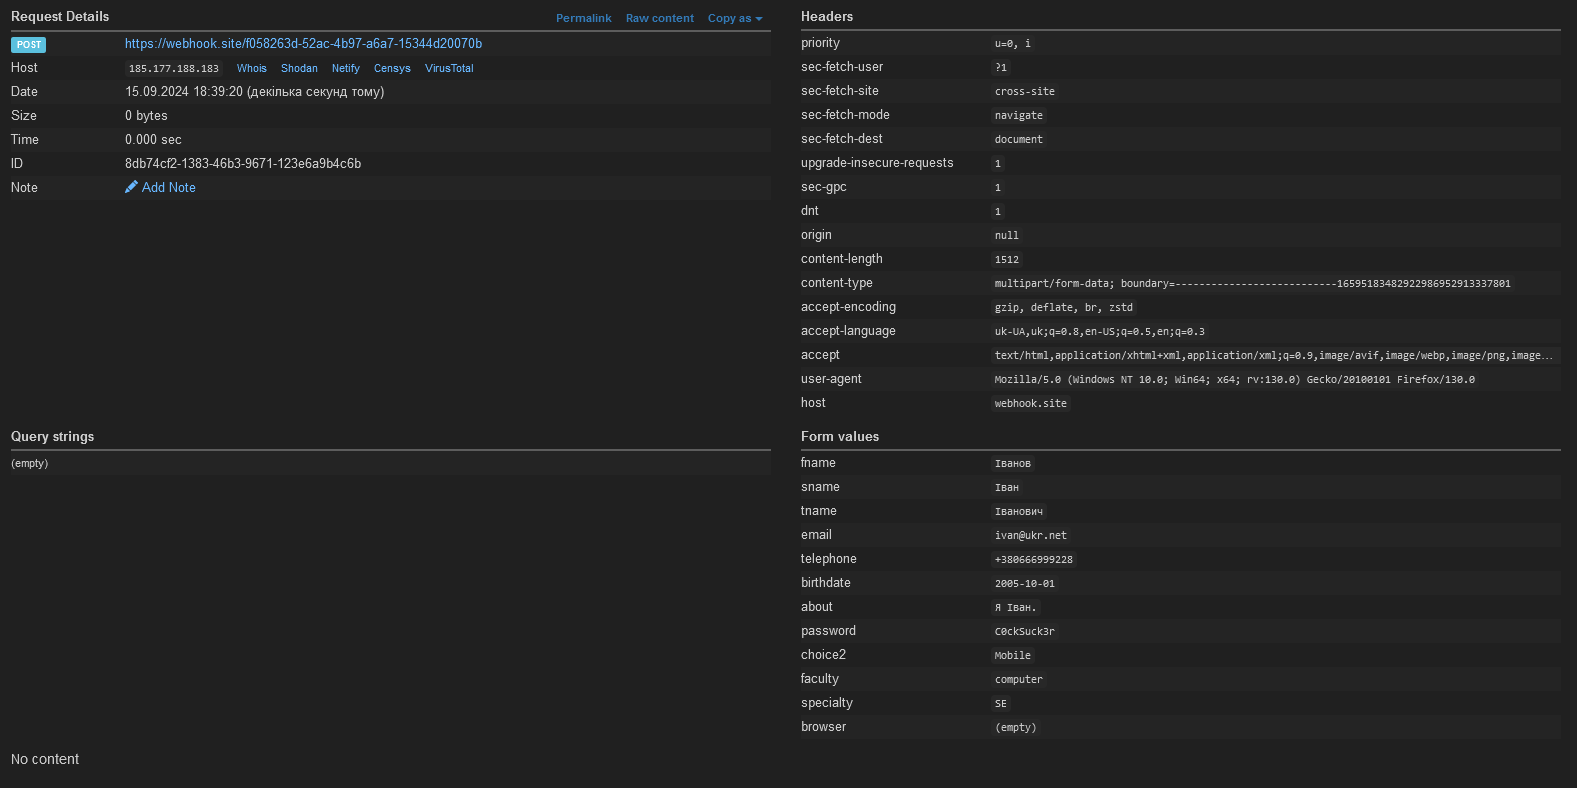 Request Details Permalink Raw content Copy as
POST https://webhook.site/f058263d-52ac-4b97-a6a7-15344d20070b
Host 185.177.188.183 Whois Shodan Netify Censys VirusTotal
Date 15.09.2024 18:39:20 (декілька секунд тому)
Size 0 bytes
Time 0.000 sec
ID 8db74cf2-1383-46b3-9671-123e6a9b4c6b
Note Add Note
Headers
priority u=0, i
sec-fetch-user ?1
sec-fetch-site cross-site
sec-fetch-mode navigate
sec-fetch-dest document
upgrade-insecure-requests 1
sec-gpc 1
dnt 1
origin null
content-length 1512
content-type multipart/form-data; boundary=---------------------------16595183482922986952913337801
accept-encoding gzip, deflate, br, zstd
accept-language uk-UA,uk;q=0.8,en-US;q=0.5,en;q=0.3
accept text/html,application/xhtml+xml,application/xml;q=0.9,image/avif,image/webp,image/png,image...
user-agent Mozilla/5.0 (Windows NT 10.0; Win64; x64; rv:130.0) Gecko/20100101 Firefox/130.0
host webhook.site
Query strings
(empty)
Form values
fname Іванов
sname Іван
tname Іванович
email ivan@ukr.net
telephone +380666999228
birthdate 2005-10-01
about Я Іван.
password C0ckSuck3r
choice2 Mobile
faculty computer
specialty SE
browser (empty)
No content